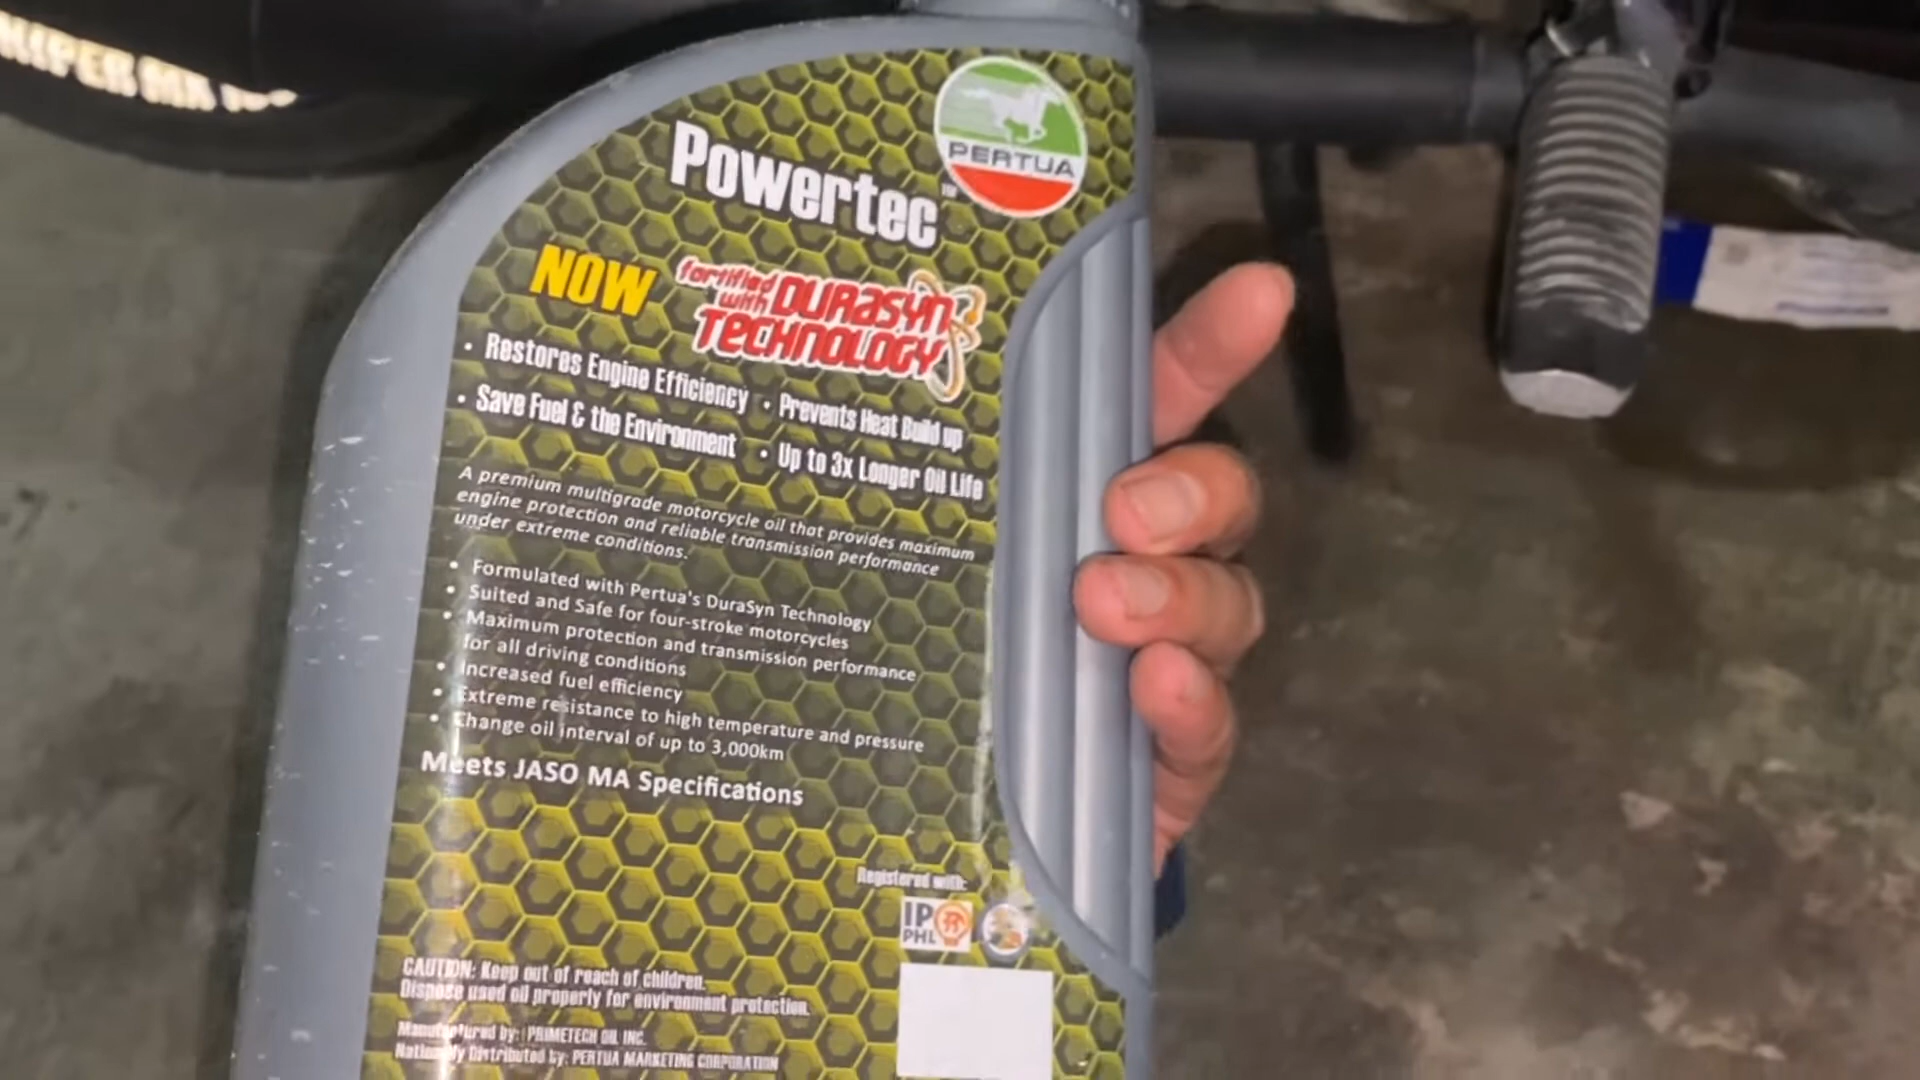 PERTUA
Powertec™
NOW fortified with DURASYN TECHNOLOGY
• Restores Engine Efficiency • Prevents Heat Build up
• Save Fuel & the Environment • Up to 3x Longer Oil Life
A premium multigrade motorcycle oil that provides maximum
engine protection and reliable transmission performance
under extreme conditions.
• Formulated with Pertua's DuraSyn Technology
• Suited and Safe for four-stroke motorcycles
• Maximum protection and transmission performance
for all driving conditions
• Increased fuel efficiency
• Extreme resistance to high temperature and pressure
• Change oil interval of up to 3,000km
Meets JASO MA Specifications
Registered with:
IP
PHL
CAUTION: Keep out of reach of children.
Dispose used oil properly for environment protection.
Manufactured by: PRIMETECH OIL INC.
Nationally Distributed by: PERTUA MARKETING CORPORATION